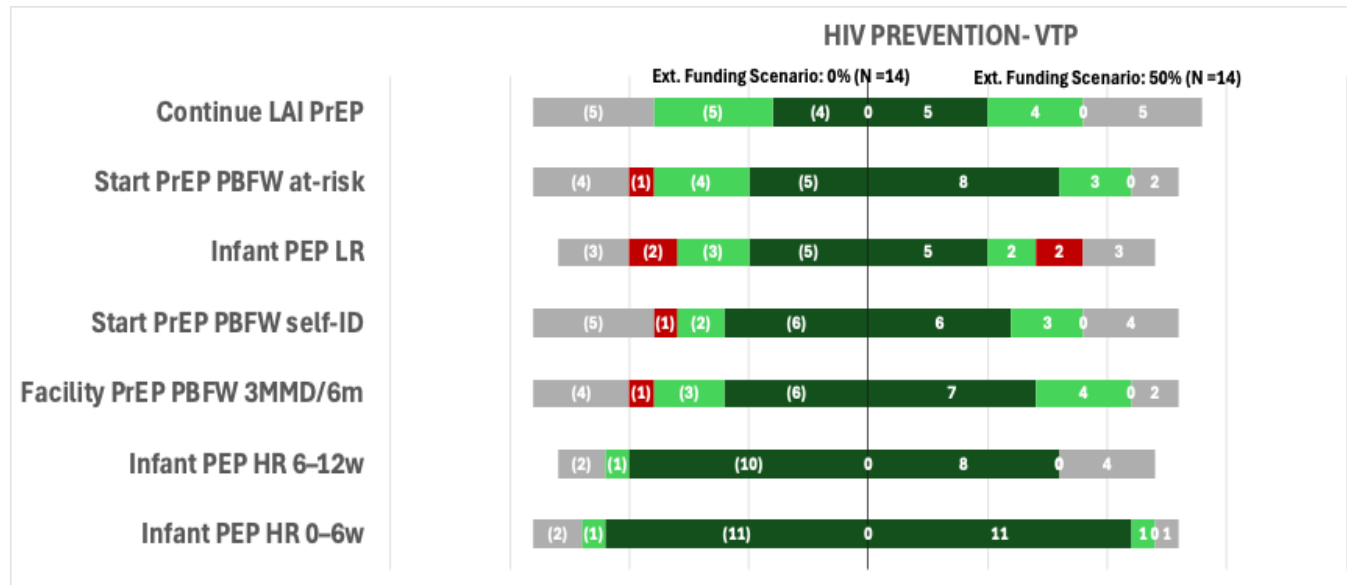 HIV PREVENTION- VTP
Ext. Funding Scenario: 0% (N =14) Ext. Funding Scenario: 50% (N =14)
Continue LAI PrEP (5) (5) (4) 0 5 4 0 5
Start PrEP PBFW at-risk (4) (1) (4) (5) 8 3 0 2
Infant PEP LR (3) (2) (3) (5) 5 2 2 3
Start PrEP PBFW self-ID (5) (1) (2) (6) 6 3 0 4
Facility PrEP PBFW 3MMD/6m (4) (1) (3) (6) 7 4 0 2
Infant PEP HR 6–12w (2) (1) (10) 0 8 0 4
Infant PEP HR 0–6w (2) (1) (11) 0 11 1 0 1